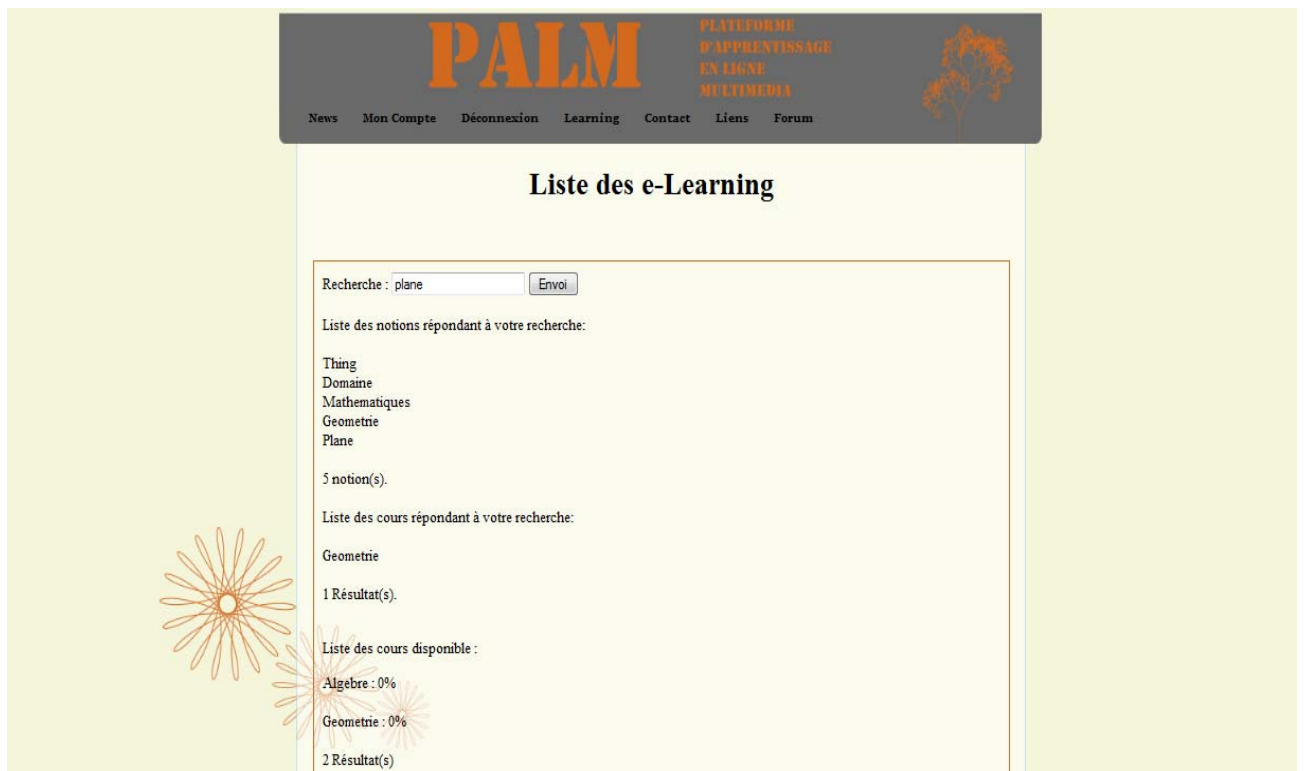 PALM
PLATEFORME
D'APPRENTISSAGE
EN LIGNE
MULTIMEDIA
News Mon Compte Déconnexion Learning Contact Liens Forum
Liste des e-Learning
Recherche : plane Envoi
Liste des notions répondant à votre recherche:
Thing
Domaine
Mathematiques
Geometrie
Plane
5 notion(s).
Liste des cours répondant à votre recherche:
Geometrie
1 Résultat(s).
Liste des cours disponible :
Algebre : 0%
Geometrie : 0%
2 Résultat(s)